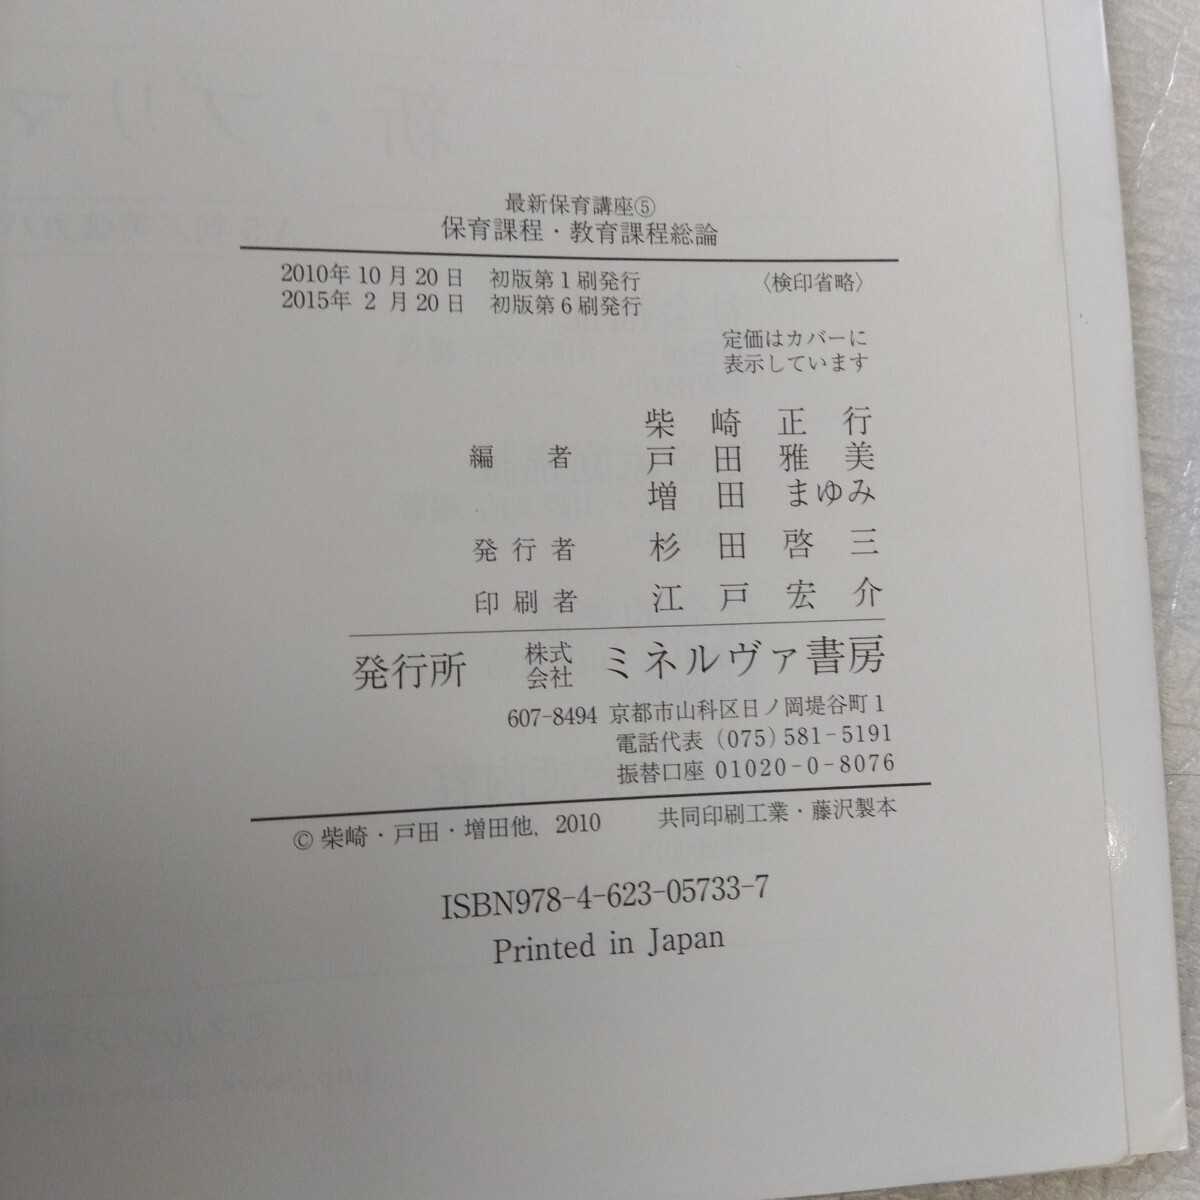 最新保育講座⑤
保育課程・教育課程総論
2010年10月20日 初版第1刷発行 〈検印省略〉
2015年 2月20日 初版第6刷発行
定価はカバーに
表示しています
柴崎正行
編者 戸田雅美
増田まゆみ
発行者 杉田啓三
印刷者 江戸宏介
発行所 株式会社 ミネルヴァ書房
607-8494 京都市山科区日ノ岡堤谷町1
電話代表 (075)581-5191
振替口座 01020-0-8076
©柴崎・戸田・増田他, 2010 共同印刷工業・藤沢製本
ISBN978-4-623-05733-7
Printed in Japan